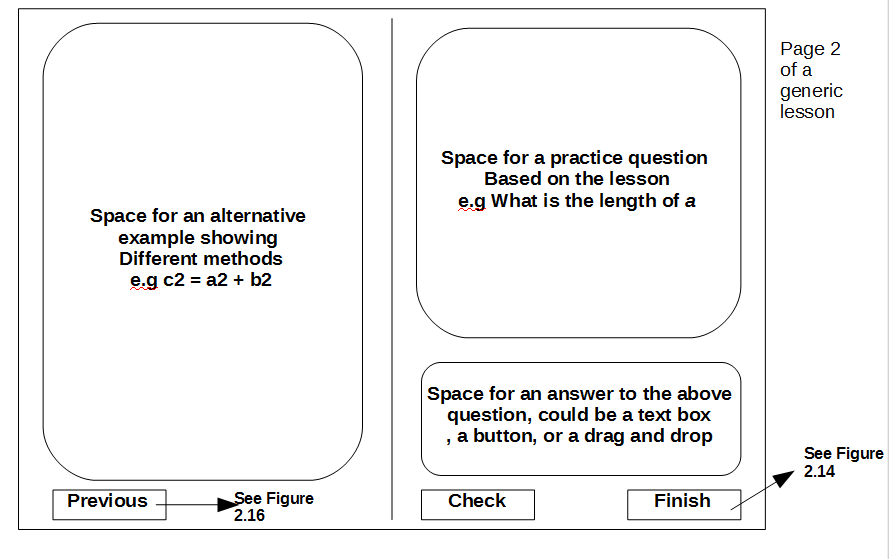 Space for an alternative
example showing
Different methods
e.g c2 = a2 + b2
Previous
See Figure
2.16
Space for a practice question
Based on the lesson
e.g What is the length of a
Space for an answer to the above
question, could be a text box
, a button, or a drag and drop
Check
Finish
See Figure
2.14
Page 2
of a
generic
lesson